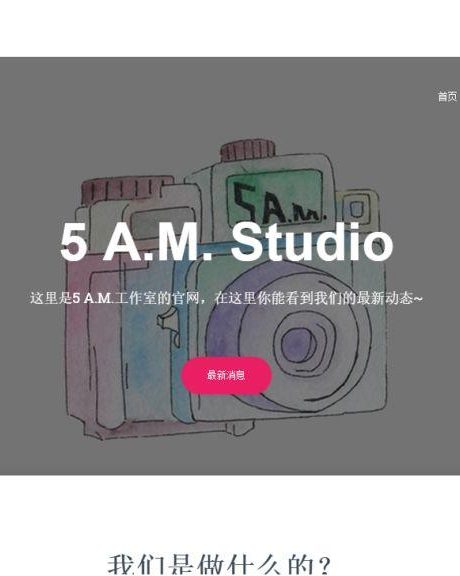 首页
5 A.M.
5 A.M. Studio
这里是5 A.M.工作室的官网，在这里你能看到我们的最新动态~
最新消息
我们是做什么的？